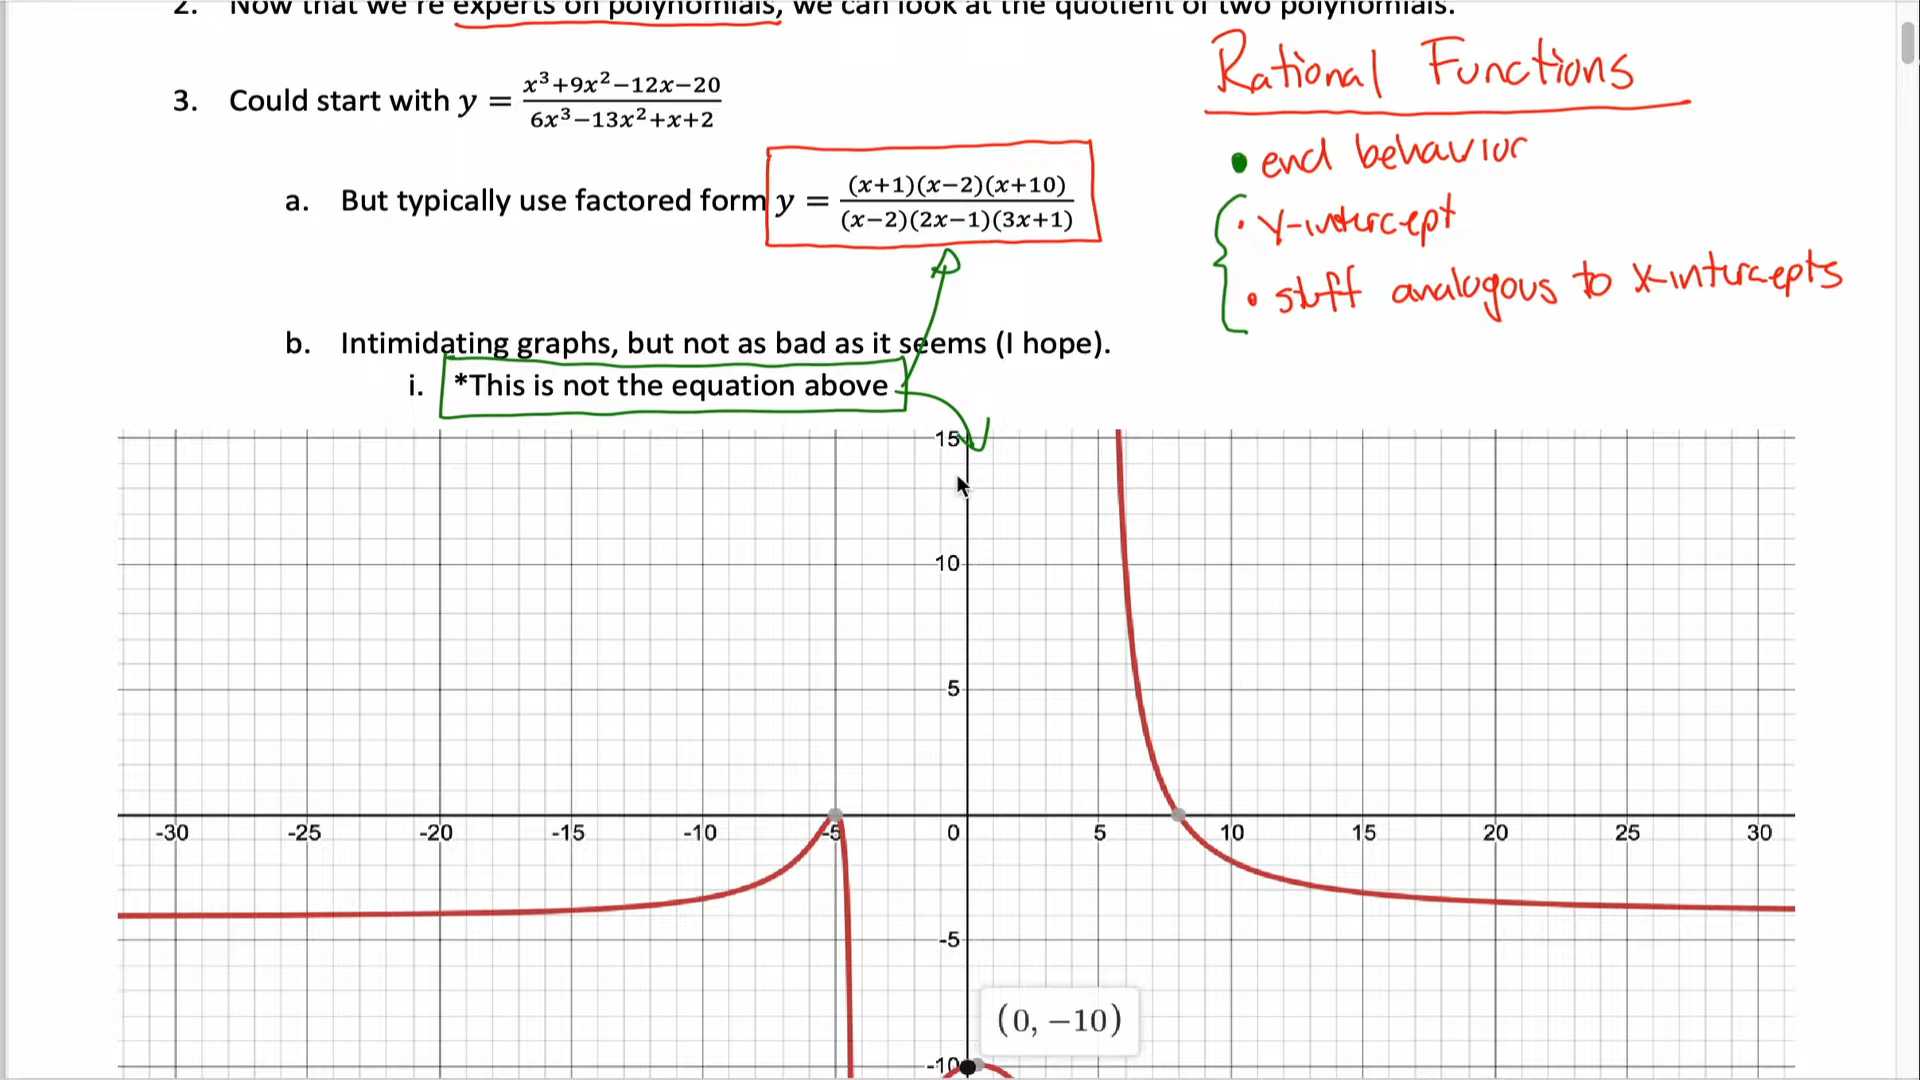 2. Now that we're experts on polynomials, we can look at the quotient of two polynomials.
Rational Functions
3. Could start with y = (x³+9x²−12x−20)/(6x³−13x²+x+2)
• end behavior
a. But typically use factored form y = ((x+1)(x−2)(x+10))/((x−2)(2x−1)(3x+1))
• y-intercept
• stuff analogous to x-intercepts
b. Intimidating graphs, but not as bad as it seems (I hope).
i. *This is not the equation above
15
10
5
-30 -25 -20 -15 -10 -5 0 5 10 15 20 25 30
-5
(0, −10)
-10